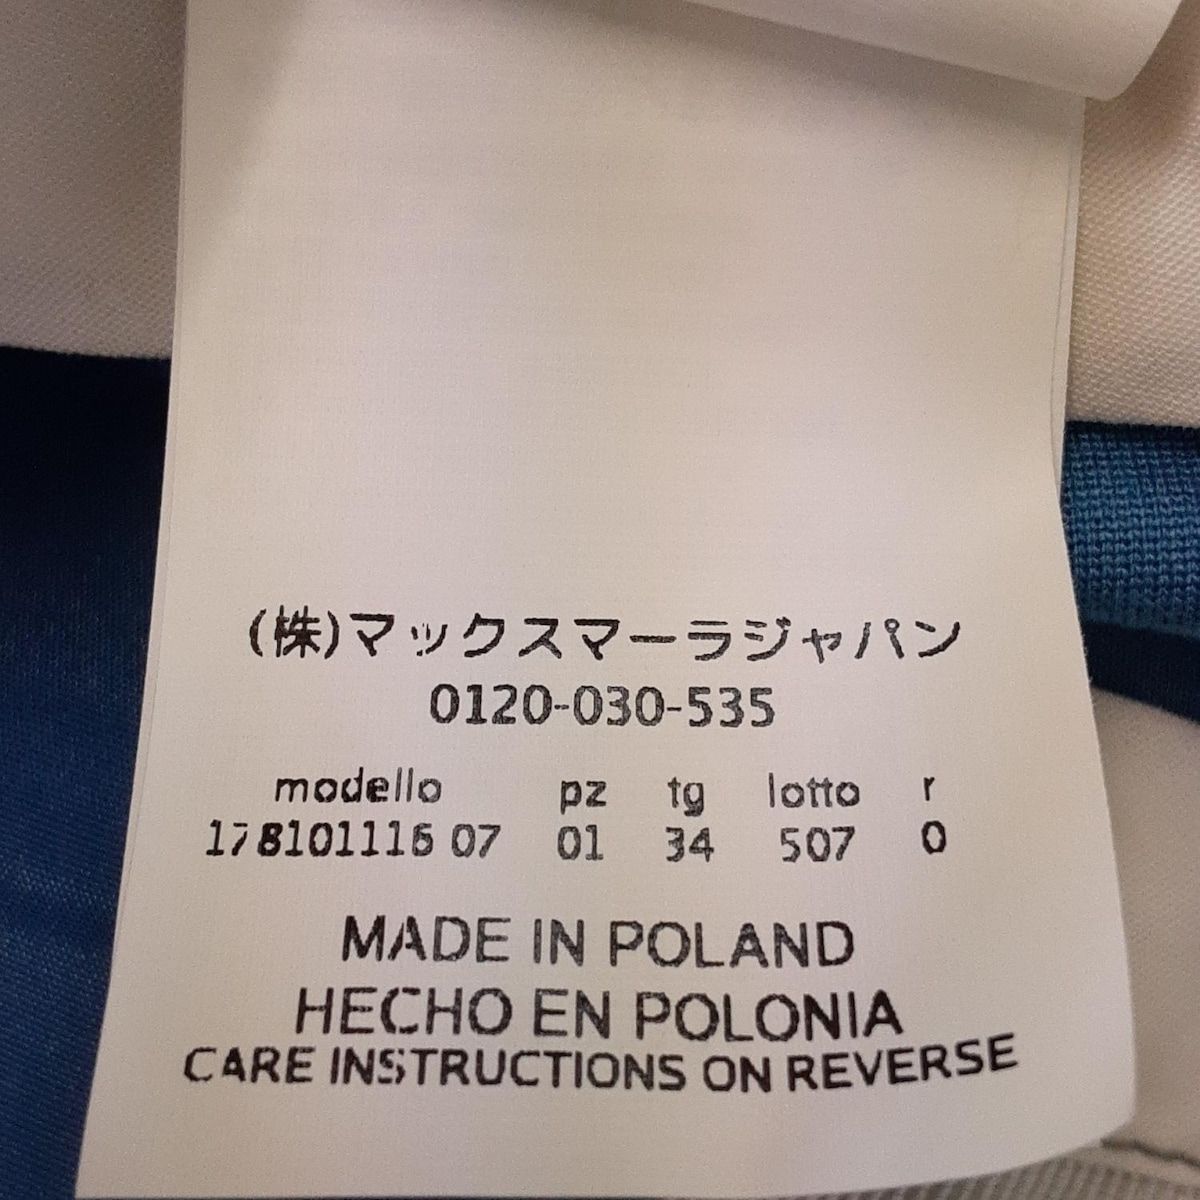 (株)マックスマーラジャパン
0120-030-535
modello pz tg lotto r
178101116 07 01 34 507 0
MADE IN POLAND
HECHO EN POLONIA
CARE INSTRUCTIONS ON REVERSE